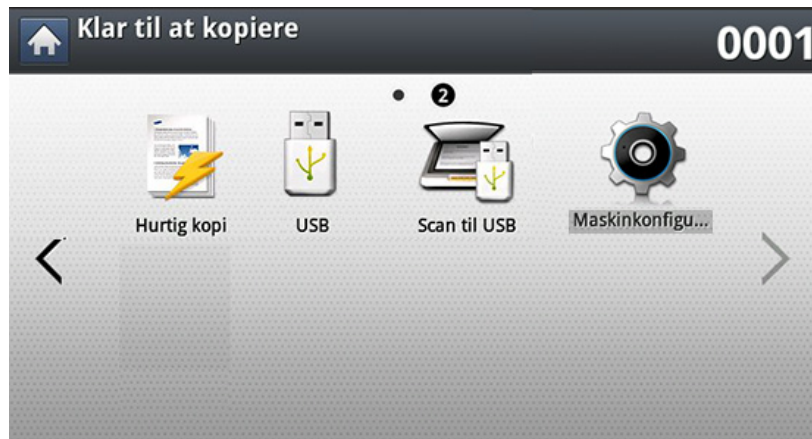 Klar til at kopiere
0001
2
Hurtig kopi
USB
Scan til USB
Maskinkonfigu...